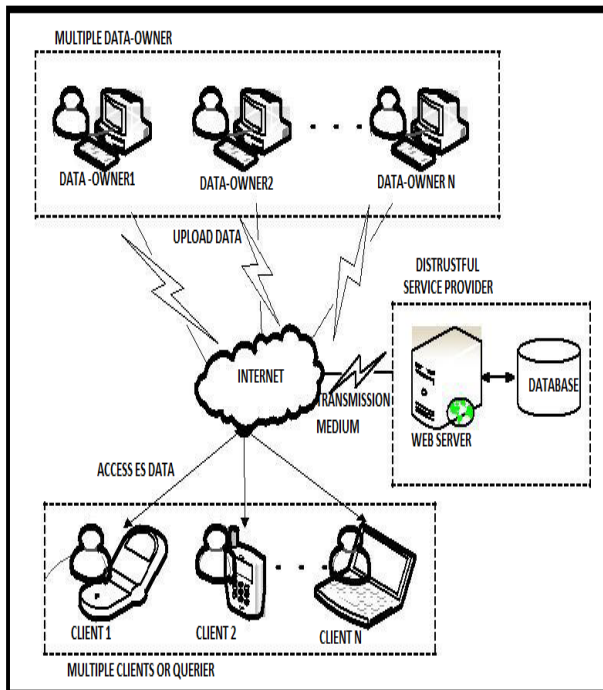 MULTIPLE DATA-OWNER
DATA -OWNER1
DATA-OWNER2
DATA-OWNER N
UPLOAD DATA
DISTRUSTFUL
SERVICE PROVIDER
INTERNET
TRANSMISSION
MEDIUM
WEB SERVER
DATABASE
ACCESS ES DATA
CLIENT 1
CLIENT 2
CLIENT N
MULTIPLE CLIENTS OR QUERIER